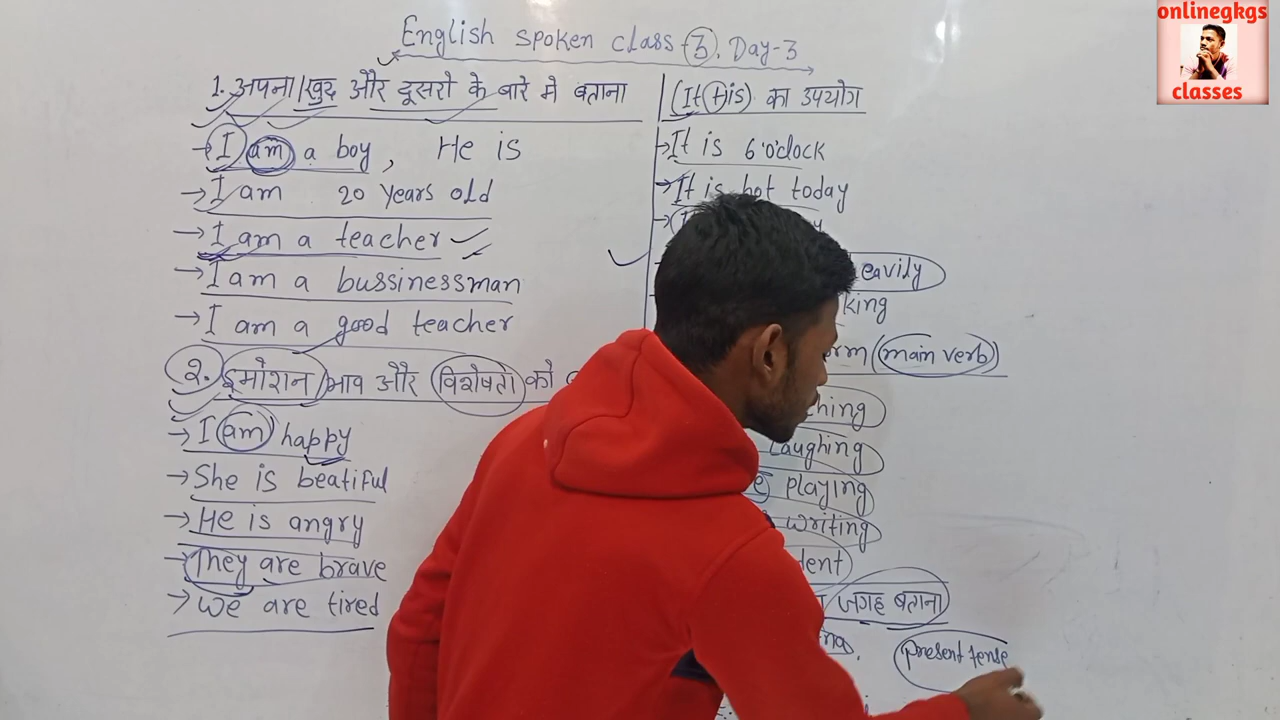 English spoken class -3. Day-3
1. अपना/खुद और दूसरो के बारे मे बताना
→ I am a boy, He is
→ I am 20 years old
→ I am a teacher
→ I am a bussinessman
→ I am a good teacher
2. इमोशन/भाव और विशेषता को
→ I am happy
→ She is beatiful
→ He is angry
→ They are brave
→ we are tired
(It This) का उपयोग
→ It is 6 o'clock
→ It is hot today
eavily
king
(main verb)
ching
Laughing
playing
writing
dent
जगह बताना
present tense
onlinegkgs
classes